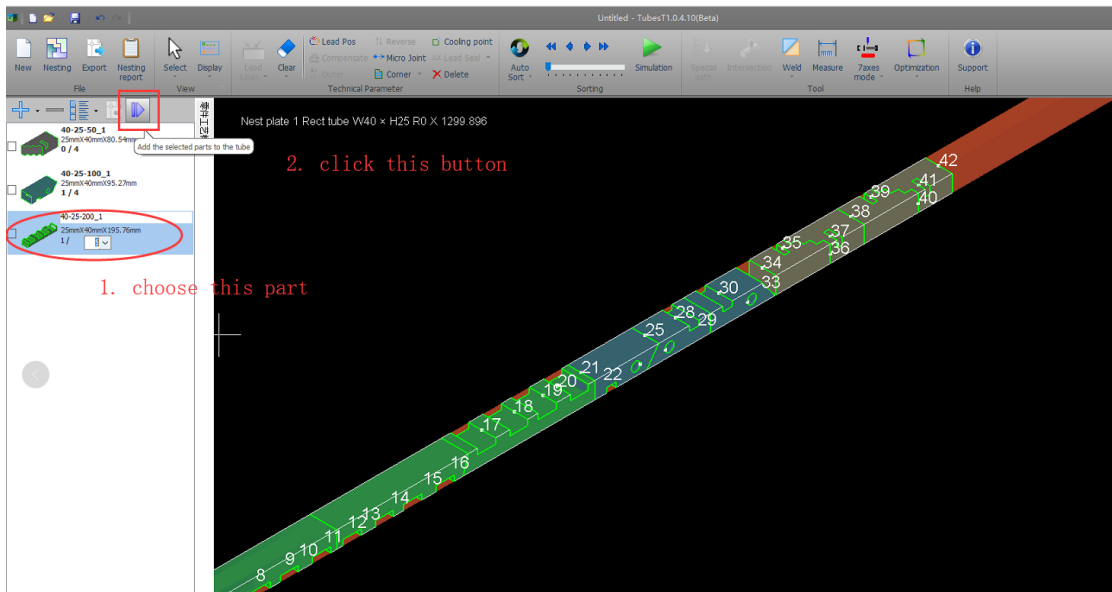 Untitled - TubesT1.0.4.10(Beta)
New
Nesting
Export
Nesting report
File
Select
Display
View
Lead Lines
Clear
Lead Pos
Reverse
Cooling point
Compensate
Micro Joint
Lead Seal
Outer
Corner
Delete
Technical Parameter
Auto Sort
Simulation
Sorting
Special path
Intersection
Weld
Measure
7axes mode
Optimization
Tool
Support
Help
零件工艺
Nest plate 1 Rect tube W40 × H25 R0 X 1299.896
40-25-50_1
25mmX40mmX80.54mm
0 / 4
Add the selected parts to the tube
2. click this button
40-25-100_1
25mmX40mmX95.27mm
1 / 4
40-25-200_1
25mmX40mmX195.76mm
1 /
1. choose this part
42
41
40
39
38
37
36
35
34
33
30
29
28
25
22
21
20
19
18
17
16
15
14
13
12
11
10
9
8